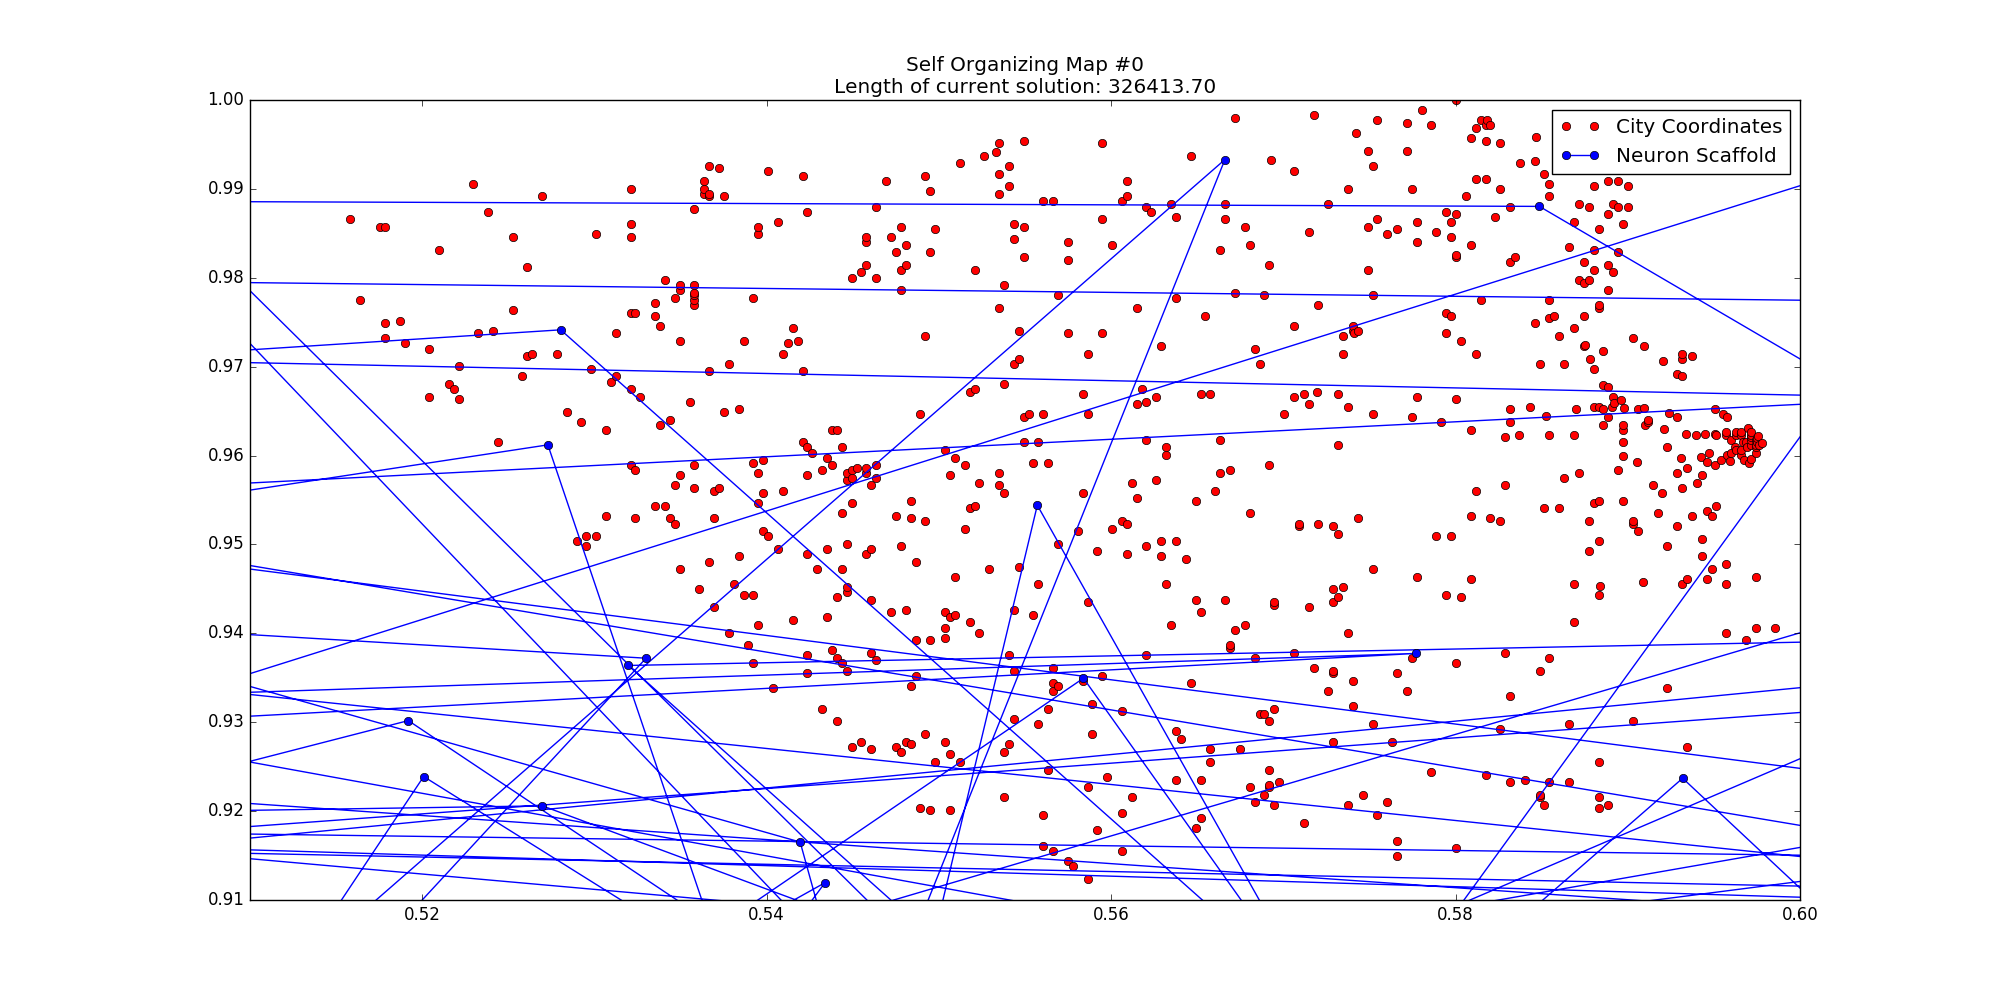 Self Organizing Map #0
Length of current solution: 326413.70
City Coordinates
Neuron Scaffold
1.00
0.99
0.98
0.97
0.96
0.95
0.94
0.93
0.92
0.91
0.52 0.54 0.56 0.58 0.60